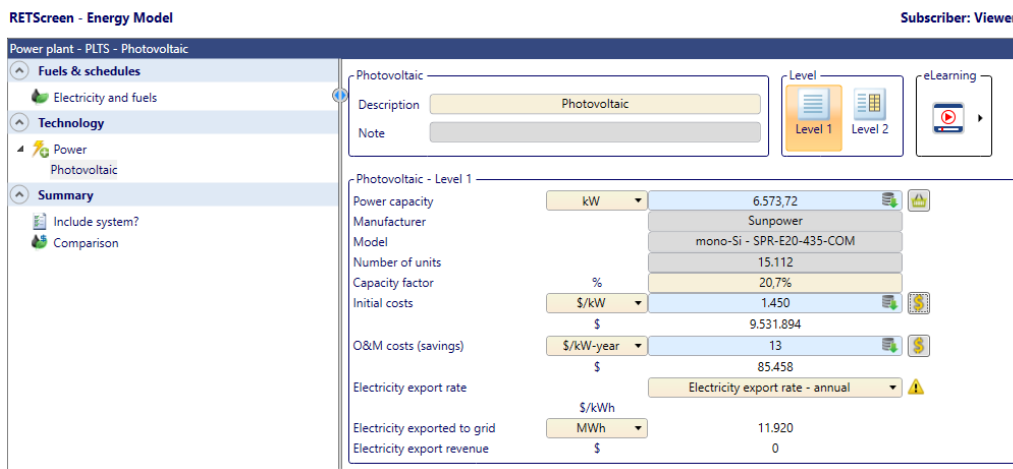 RETScreen - Energy Model
Subscriber: Viewer
Power plant - PLTS - Photovoltaic
Fuels & schedules
Electricity and fuels
Technology
Power
Photovoltaic
Summary
Include system?
Comparison
Photovoltaic
Description Photovoltaic
Note
Level
Level 1 Level 2
eLearning
Photovoltaic - Level 1
Power capacity kW 6.573,72
Manufacturer Sunpower
Model mono-Si - SPR-E20-435-COM
Number of units 15.112
Capacity factor % 20,7%
Initial costs $/kW 1.450
$ 9.531.894
O&M costs (savings) $/kW-year 13
$ 85.458
Electricity export rate Electricity export rate - annual
$/kWh
Electricity exported to grid MWh 11.920
Electricity export revenue $ 0